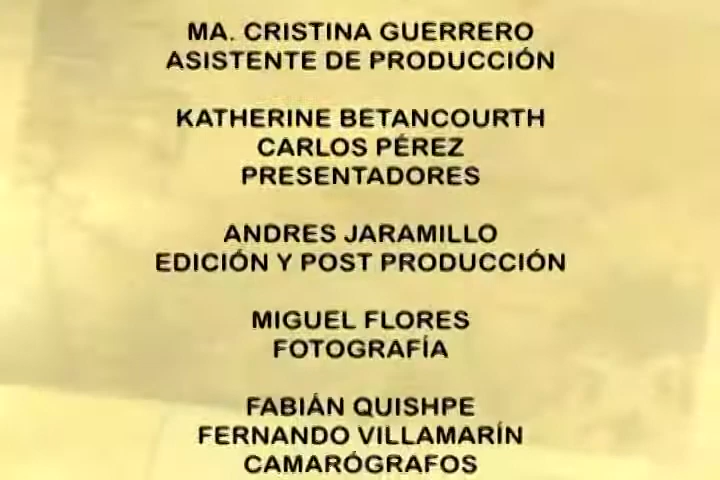 MA. CRISTINA GUERRERO
ASISTENTE DE PRODUCCIÓN
KATHERINE BETANCOURTH
CARLOS PÉREZ
PRESENTADORES
ANDRES JARAMILLO
EDICIÓN Y POST PRODUCCIÓN
MIGUEL FLORES
FOTOGRAFÍA
FABIÁN QUISHPE
FERNANDO VILLAMARÍN
CAMARÓGRAFOS